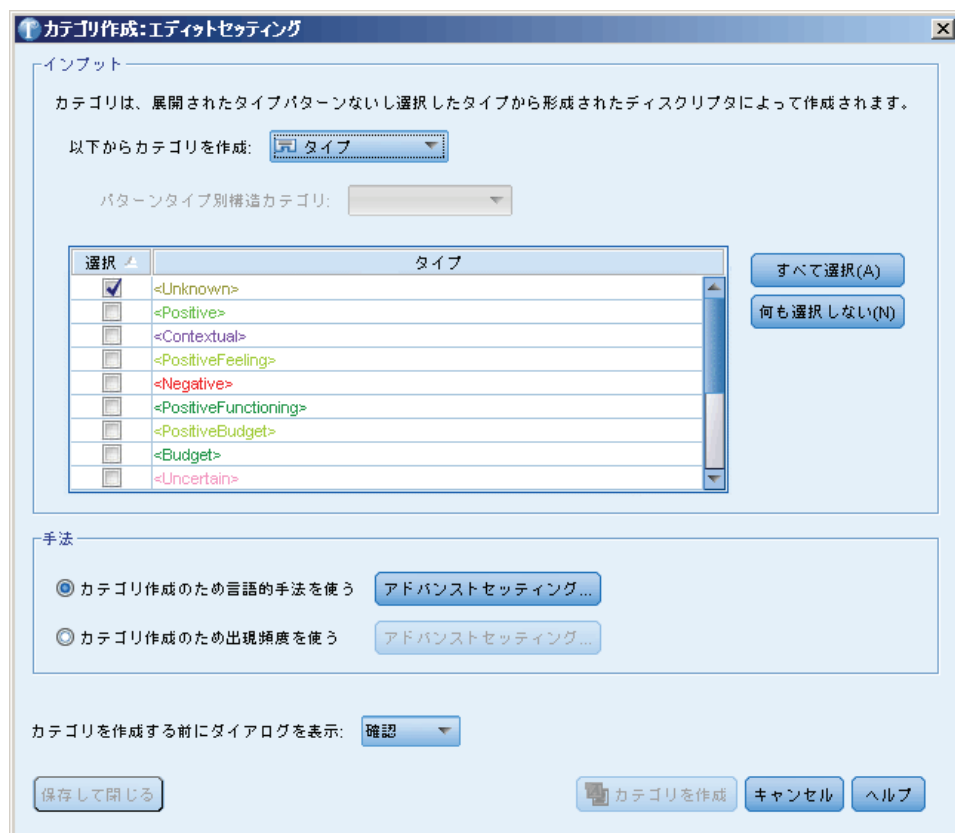 カテゴリ作成:エディットセッティング
インプット
カテゴリは、展開されたタイプパターンないし選択したタイプから形成されたディスクリプタによって作成されます。
以下からカテゴリを作成: タイプ
パターンタイプ別構造カテゴリ:
選択 タイプ
<Unknown>
<Positive>
<Contextual>
<PositiveFeeling>
<Negative>
<PositiveFunctioning>
<PositiveBudget>
<Budget>
<Uncertain>
すべて選択(A)
何も選択しない(N)
手法
カテゴリ作成のため言語的手法を使う アドバンストセッティング...
カテゴリ作成のため出現頻度を使う アドバンストセッティング...
カテゴリを作成する前にダイアログを表示: 確認
保存して閉じる カテゴリを作成 キャンセル ヘルプ